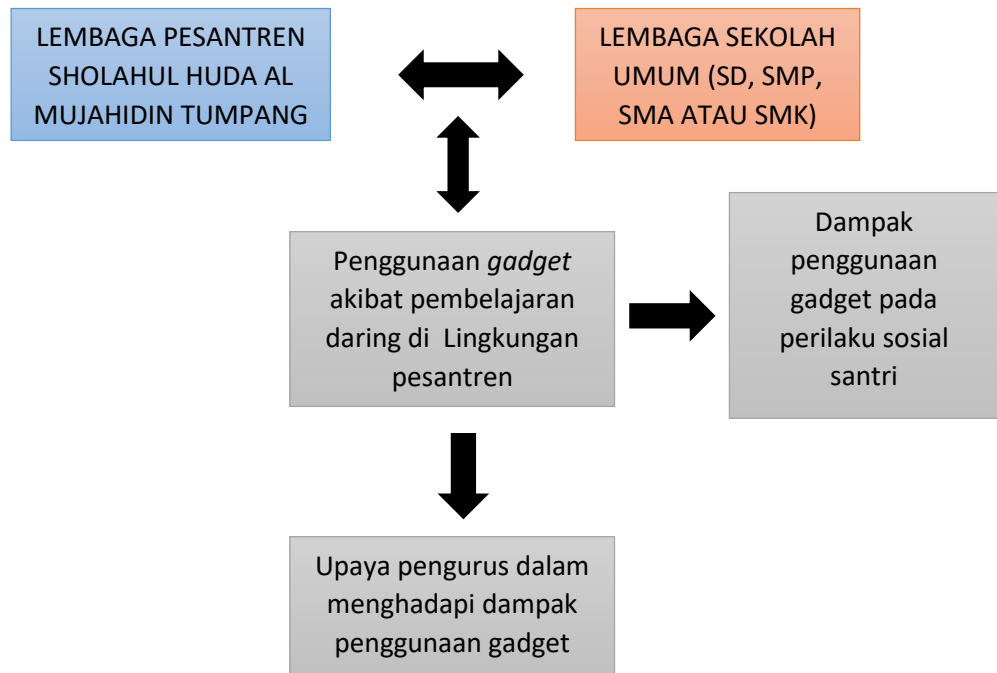 LEMBAGA PESANTREN
SHOLAHUL HUDA AL
MUJAHIDIN TUMPANG
LEMBAGA SEKOLAH
UMUM (SD, SMP,
SMA ATAU SMK)
Penggunaan gadget
akibat pembelajaran
daring di Lingkungan
pesantren
Dampak
penggunaan
gadget pada
perilaku sosial
santri
Upaya pengurus dalam
menghadapi dampak
penggunaan gadget